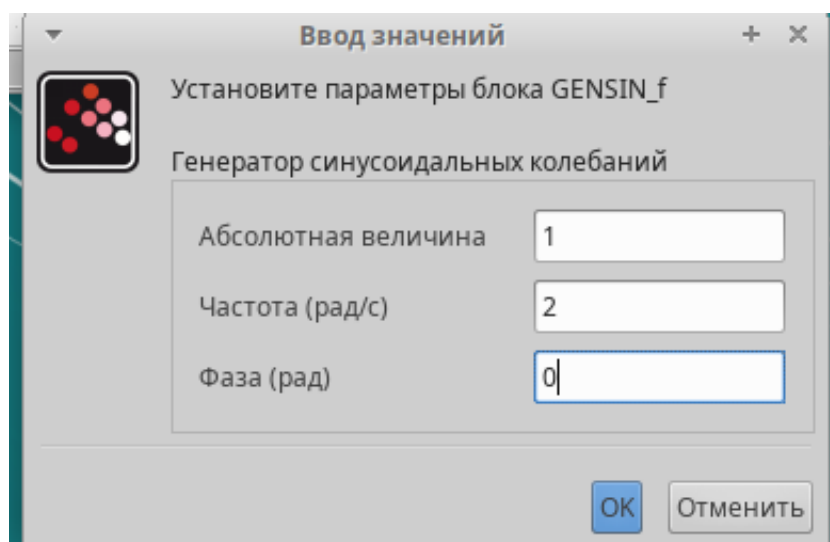 Ввод значений
Установите параметры блока GENSIN_f
Генератор синусоидальных колебаний
Абсолютная величина 1
Частота (рад/с) 2
Фаза (рад) 0
OK Отменить